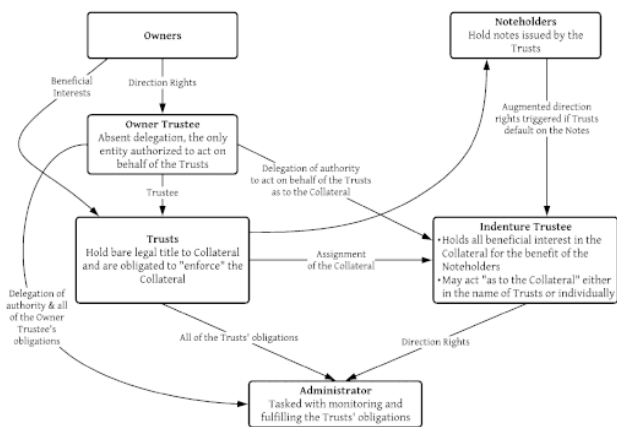 Owners
Noteholders
Hold notes issued by the
Trusts
Beneficial
Interests
Direction Rights
Owner Trustee
Absent delegation, the only
entity authorized to act on
behalf of the Trusts
Augmented direction
rights triggered if Trusts
default on the Notes
Delegation of authority
to act on behalf of the Trusts
as to the Collateral
Trustee
Trusts
Hold bare legal title to Collateral
and are obligated to "enforce" the
Collateral
Assignment
of the Collateral
Indenture Trustee
•Holds all beneficial interest in the
Collateral for the benefit of the
Noteholders
•May act "as to the Collateral" either
in the name of Trusts or individually
Delegation of
authority & all
of the Owner
Trustee's
obligations
All of the Trusts' obligations
Direction Rights
Administrator
Tasked with monitoring and
fulfilling the Trusts' obligations